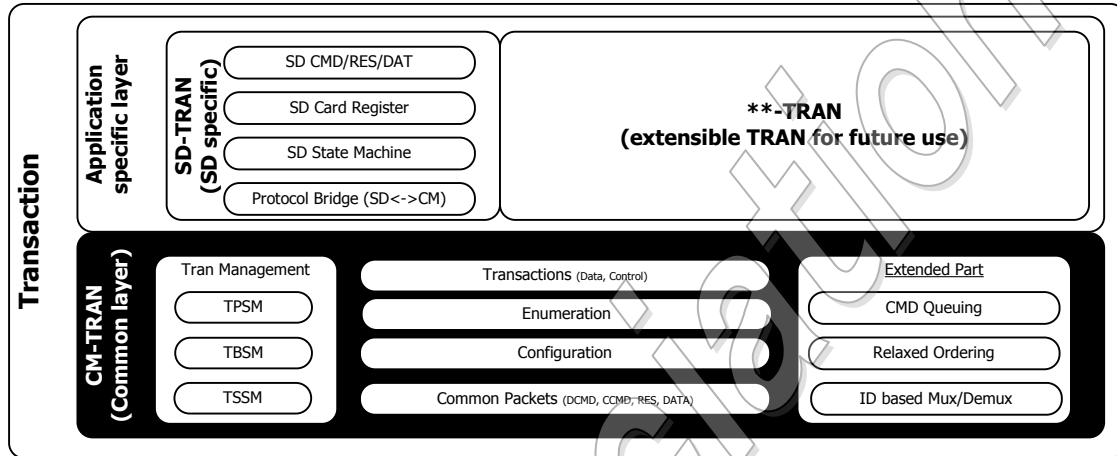 Transaction
Application
specific layer
SD-TRAN
(SD specific)
SD CMD/RES/DAT
SD Card Register
SD State Machine
Protocol Bridge (SD<->CM)
**-TRAN
(extensible TRAN for future use)
CM-TRAN
(Common layer)
Tran Management
TPSM
TBSM
TSSM
Transactions (Data, Control)
Enumeration
Configuration
Common Packets (DCMD, CCMD, RES, DATA)
Extended Part
CMD Queuing
Relaxed Ordering
ID based Mux/Demux